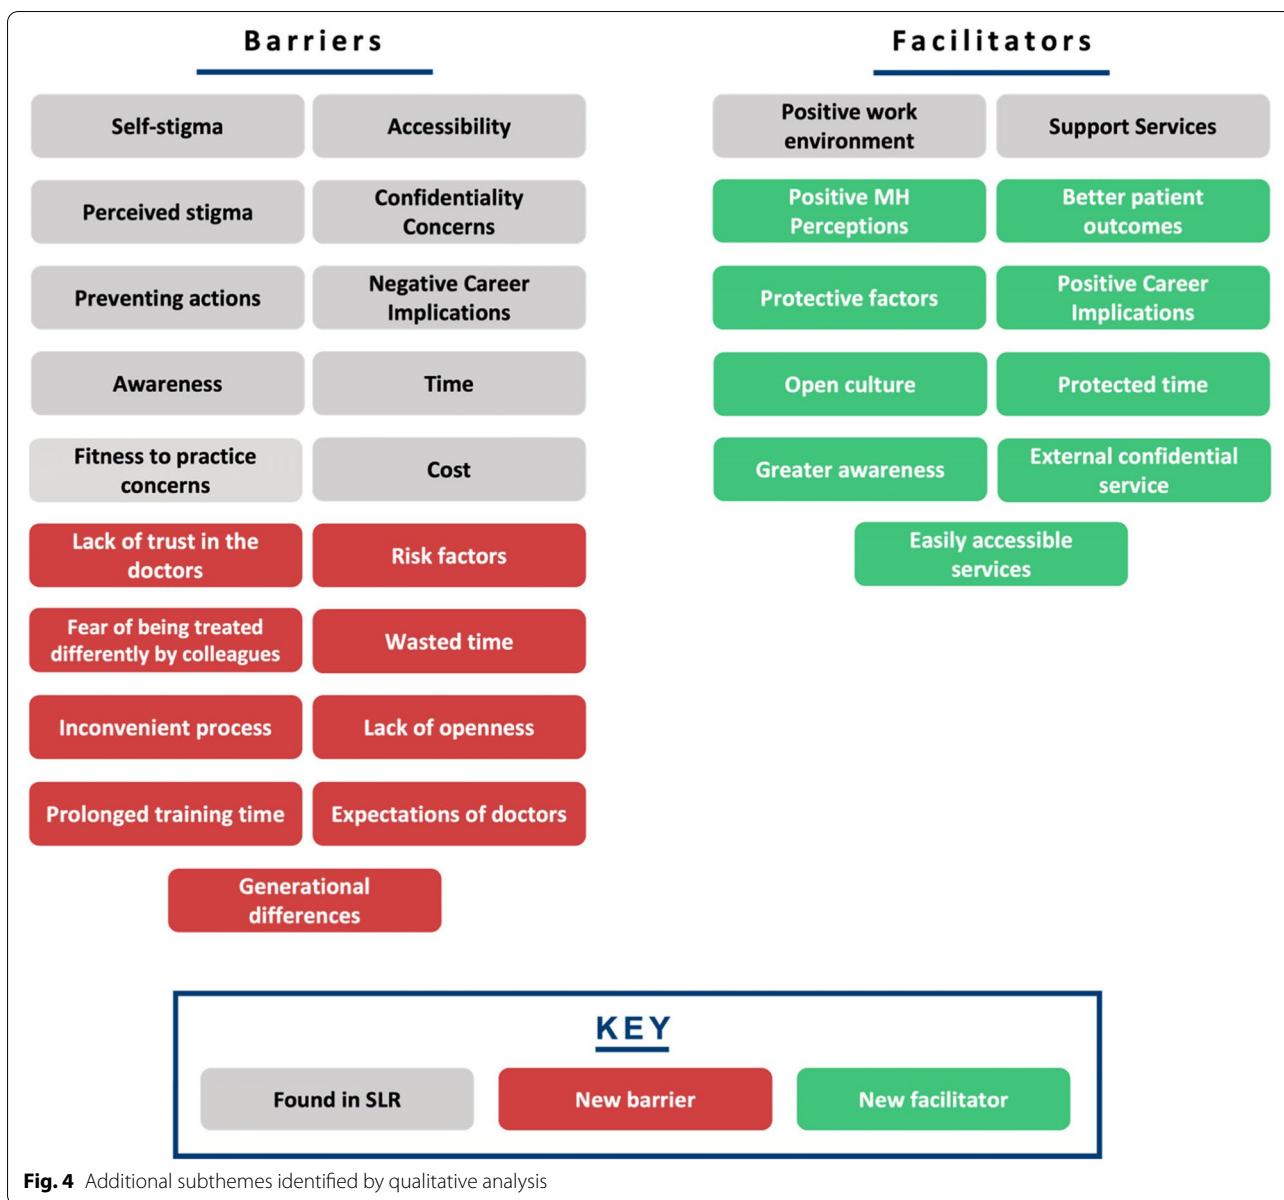 Barriers
Facilitators
Self-stigma
Accessibility
Positive work
environment
Support Services
Perceived stigma
Confidentiality
Concerns
Positive MH
Perceptions
Better patient
outcomes
Preventing actions
Negative Career
Implications
Protective factors
Positive Career
Implications
Awareness
Time
Open culture
Protected time
Fitness to practice
concerns
Cost
Greater awareness
External confidential
service
Lack of trust in the
doctors
Risk factors
Easily accessible
services
Fear of being treated
differently by colleagues
Wasted time
Inconvenient process
Lack of openness
Prolonged training time
Expectations of doctors
Generational
differences
KEY
Found in SLR
New barrier
New facilitator
Fig. 4 Additional subthemes identified by qualitative analysis